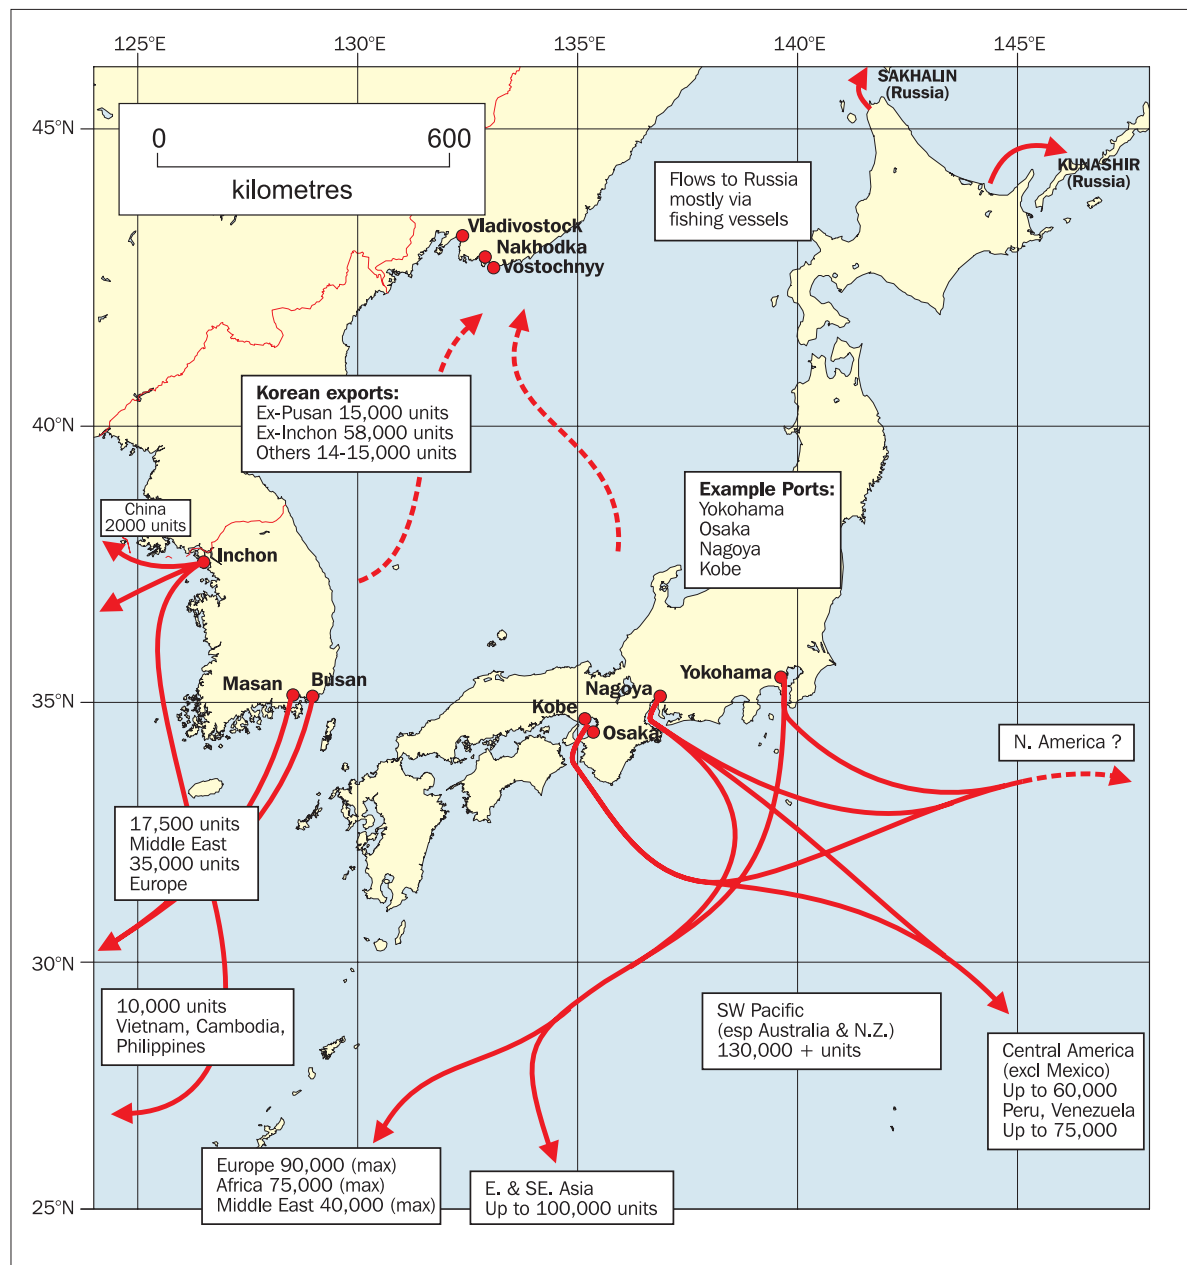 125°E 130°E 135°E 140°E 145°E
SAKHALIN
(Russia)
45°N
0 600
kilometres
KUNASHIR
(Russia)
Flows to Russia
mostly via
fishing vessels
Vladivostock
Nakhodka
Vostochnyy
Korean exports:
Ex-Pusan 15,000 units
Ex-Inchon 58,000 units
Others 14-15,000 units
40°N
Example Ports:
Yokohama
Osaka
Nagoya
Kobe
China
2000 units
Inchon
Masan
Busan
Yokohama
Nagoya
Kobe
Osaka
35°N
N. America ?
17,500 units
Middle East
35,000 units
Europe
30°N
10,000 units
Vietnam, Cambodia,
Philippines
SW Pacific
(esp Australia & N.Z.)
130,000 + units
Central America
(excl Mexico)
Up to 60,000
Peru, Venezuela
Up to 75,000
Europe 90,000 (max)
Africa 75,000 (max)
Middle East 40,000 (max)
E. & SE. Asia
Up to 100,000 units
25°N